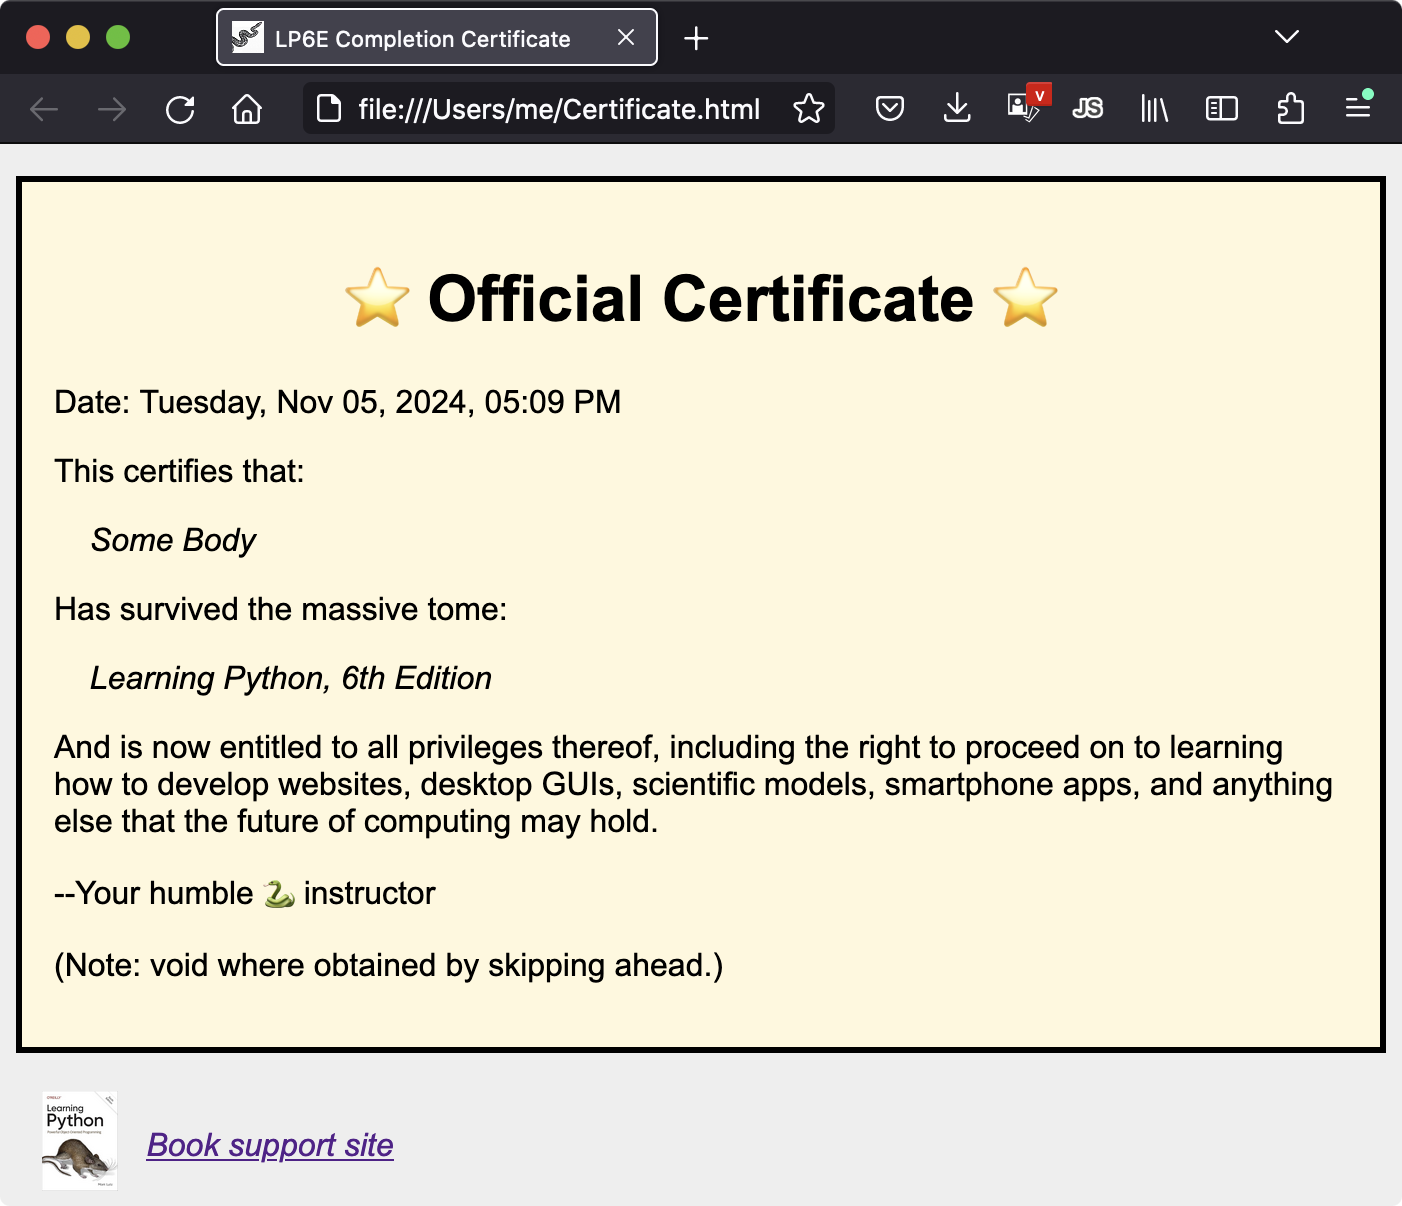 LP6E Completion Certificate
file:///Users/me/Certificate.html
V
JS
Official Certificate
Date: Tuesday, Nov 05, 2024, 05:09 PM
This certifies that:
Some Body
Has survived the massive tome:
Learning Python, 6th Edition
And is now entitled to all privileges thereof, including the right to proceed on to learning
how to develop websites, desktop GUIs, scientific models, smartphone apps, and anything
else that the future of computing may hold.
--Your humble 🐍 instructor
(Note: void where obtained by skipping ahead.)
O'REILLY
Learning
Python
Book support site